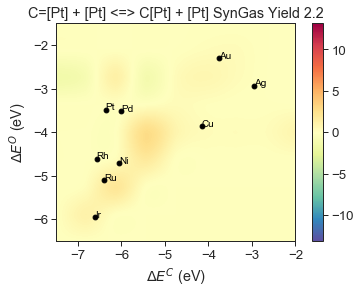 C=[Pt] + [Pt] <=> C[Pt] + [Pt] SynGas Yield 2.2
−2
−3
−4
−5
−6
ΔE^O (eV)
Au
Ag
Pt
Pd
Cu
Rh
Ni
Ru
Ir
−7
−6
−5
−4
−3
−2
ΔE^C (eV)
10
5
0
−5
−10